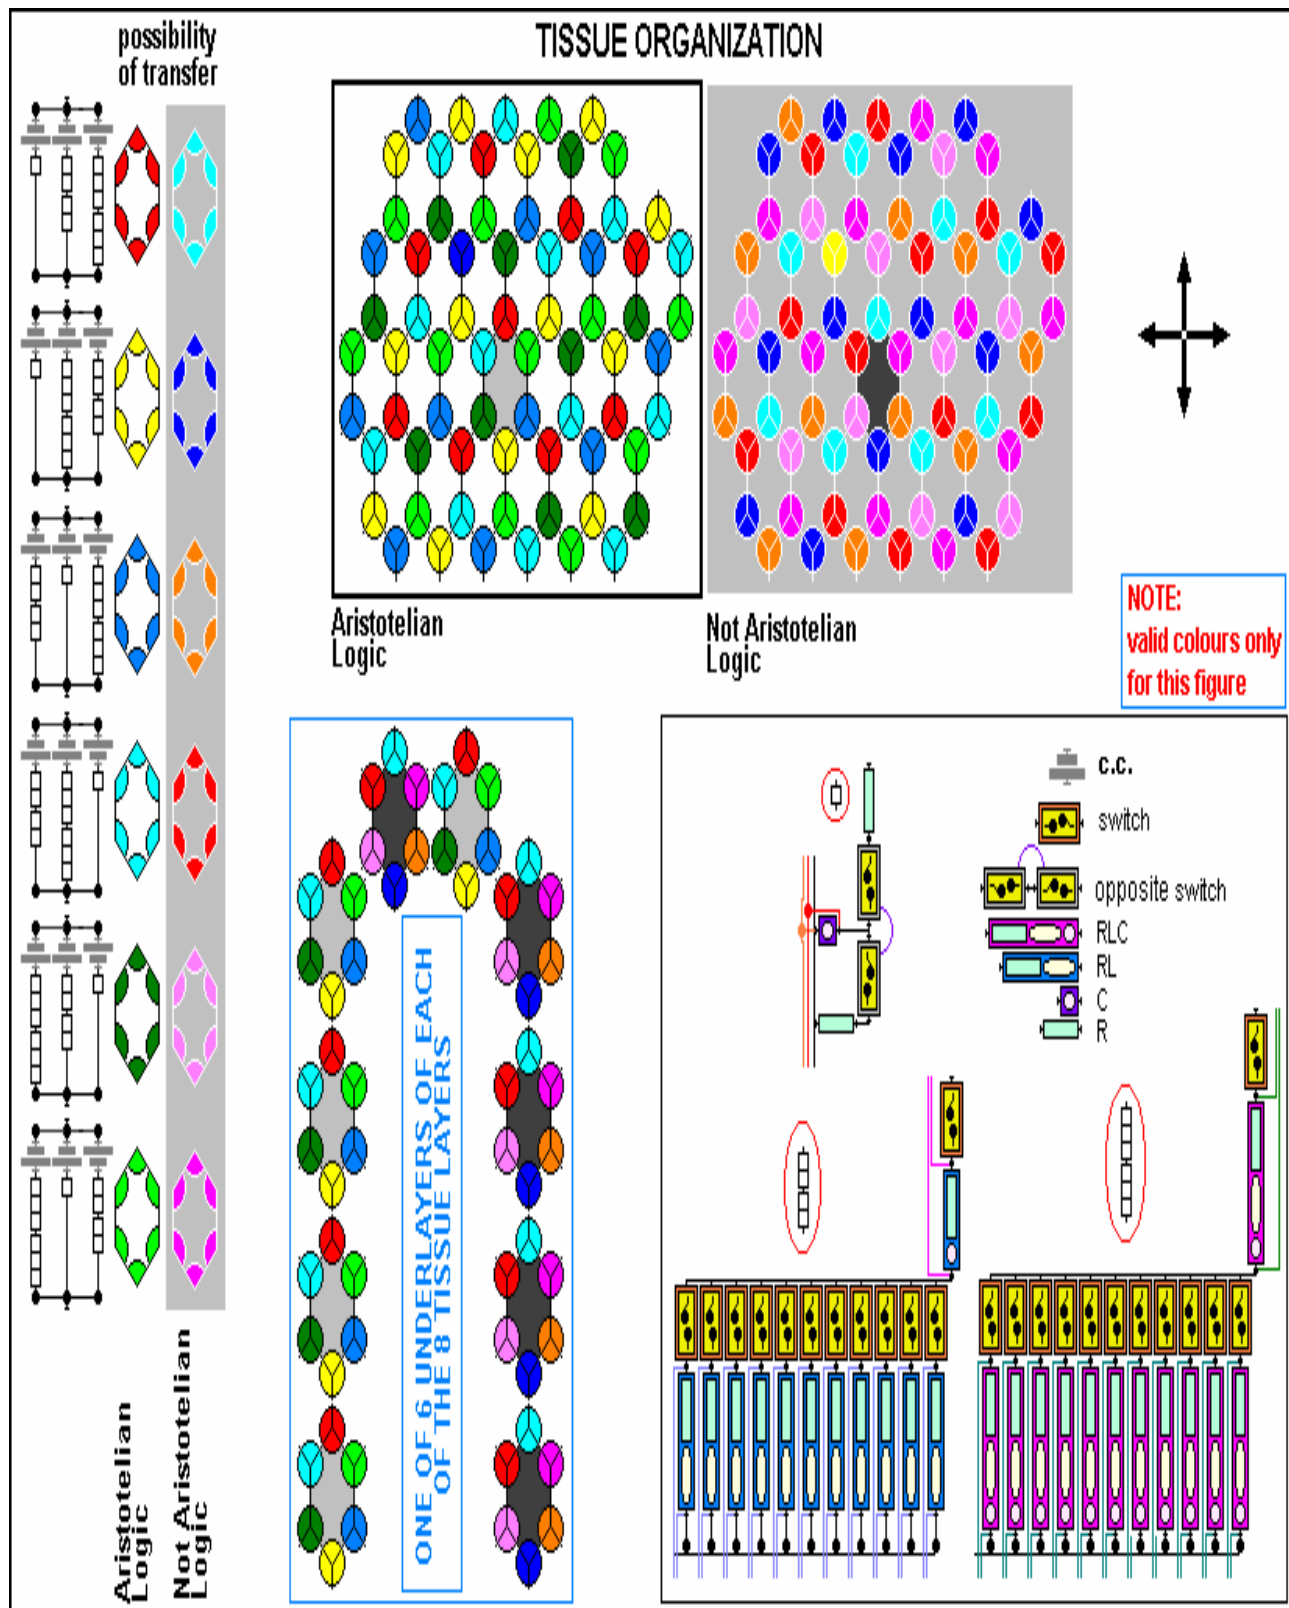 possibility
of transfer
TISSUE ORGANIZATION
Aristotelian
Logic
Not Aristotelian
Logic
NOTE:
valid colours only
for this figure
c.c.
switch
opposite switch
RLC
RL
C
R
ONE OF 6 UNDERLAYERS OF EACH
OF THE 8 TISSUE LAYERS
Aristotelian
Logic
Not Aristotelian
Logic